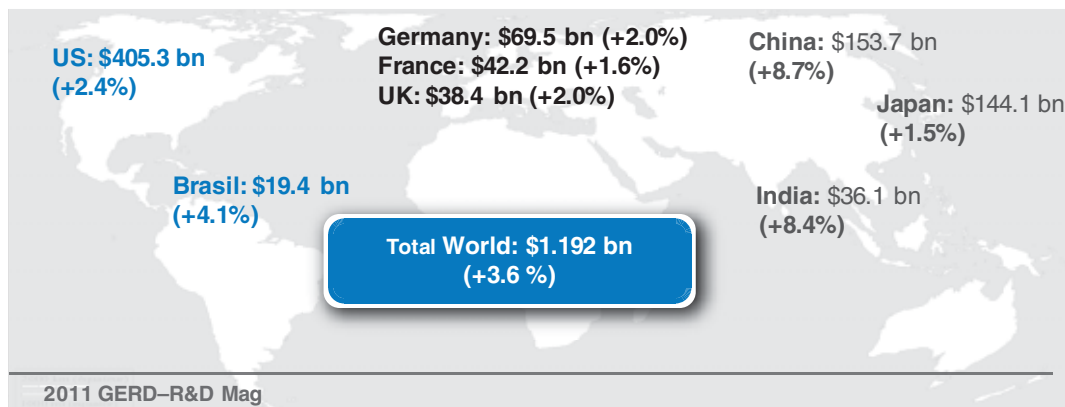 US: $405.3 bn
(+2.4%)
Germany: $69.5 bn (+2.0%)
France: $42.2 bn (+1.6%)
UK: $38.4 bn (+2.0%)
China: $153.7 bn
(+8.7%)
Japan: $144.1 bn
(+1.5%)
Brasil: $19.4 bn
(+4.1%)
India: $36.1 bn
(+8.4%)
Total World: $1.192 bn
(+3.6 %)
2011 GERD–R&D Mag